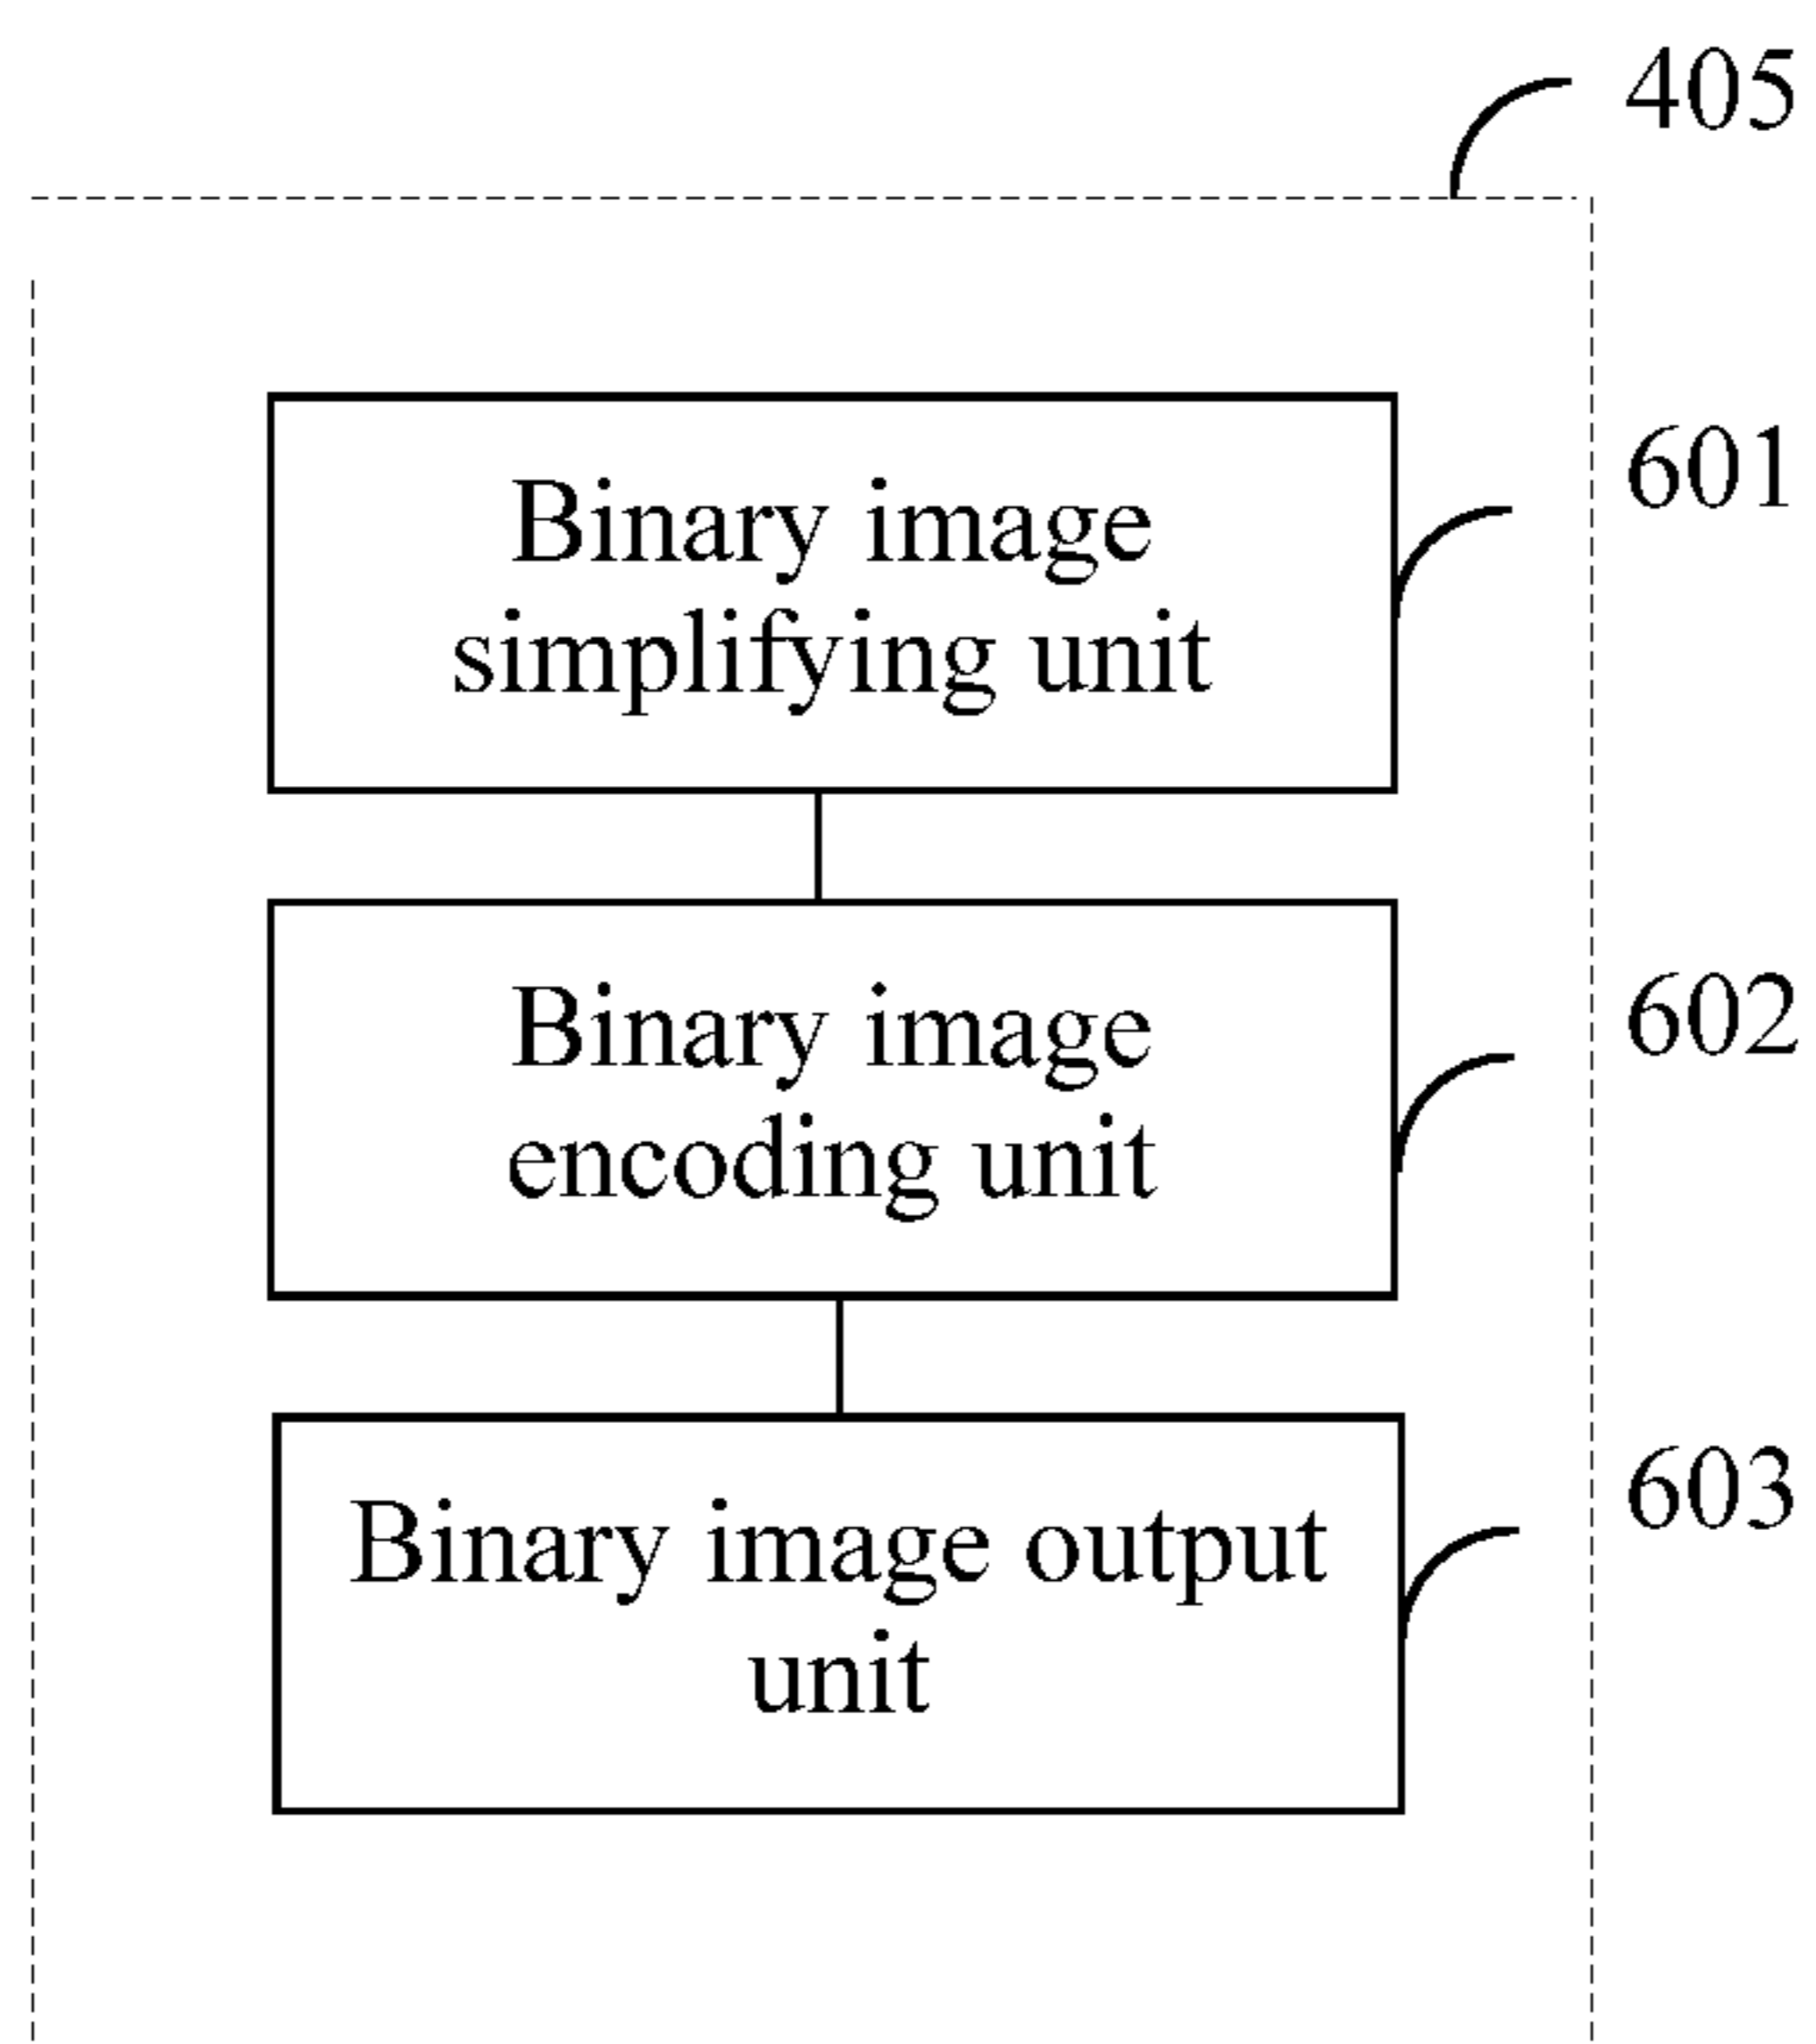 405
601
Binary image
simplifying unit
602
Binary image
encoding unit
603
Binary image output
unit